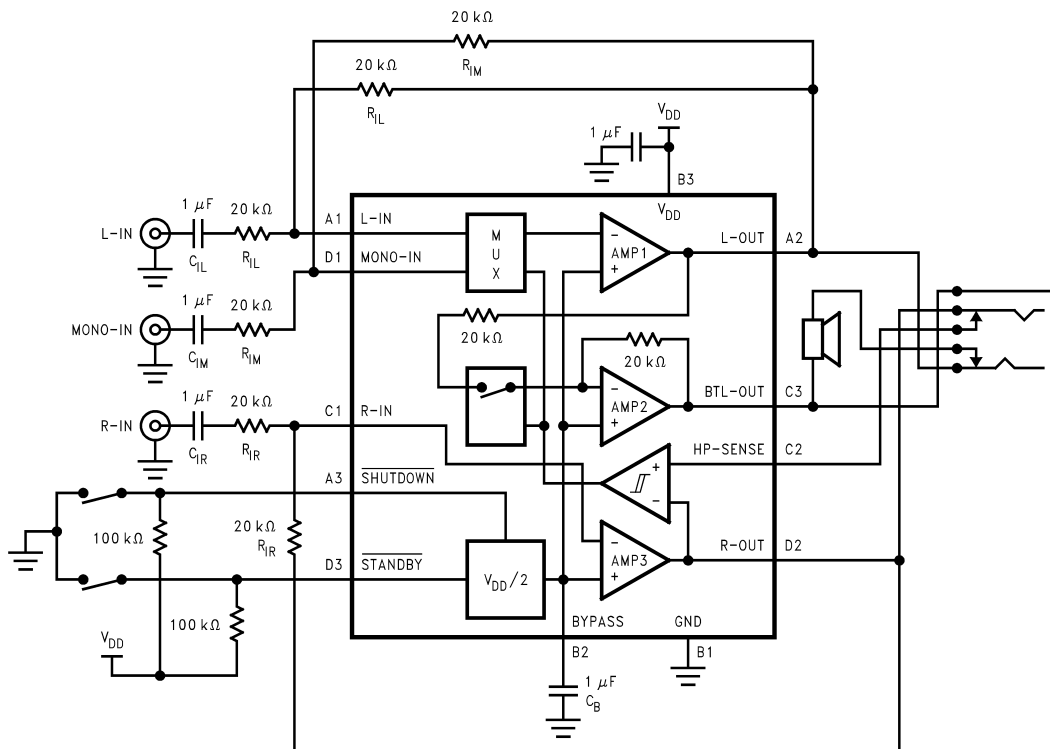 20 kΩ
R_IM
20 kΩ
R_IL
V_DD
1 μF
B3
V_DD
1 μF
20 kΩ
A1
L-IN
L-IN
C_IL
R_IL
D1
MONO-IN
M
U
X
-
AMP1
+
L-OUT
A2
1 μF
20 kΩ
MONO-IN
C_IM
R_IM
20 kΩ
20 kΩ
-
AMP2
+
BTL-OUT
C3
1 μF
20 kΩ
C1
R-IN
R-IN
C_IR
R_IR
HP-SENSE
C2
+
-
A3
SHUTDOWN
100 kΩ
20 kΩ
R_IR
D3
STANDBY
V_DD/2
-
AMP3
+
R-OUT
D2
100 kΩ
V_DD
BYPASS
GND
B2
B1
1 μF
C_B